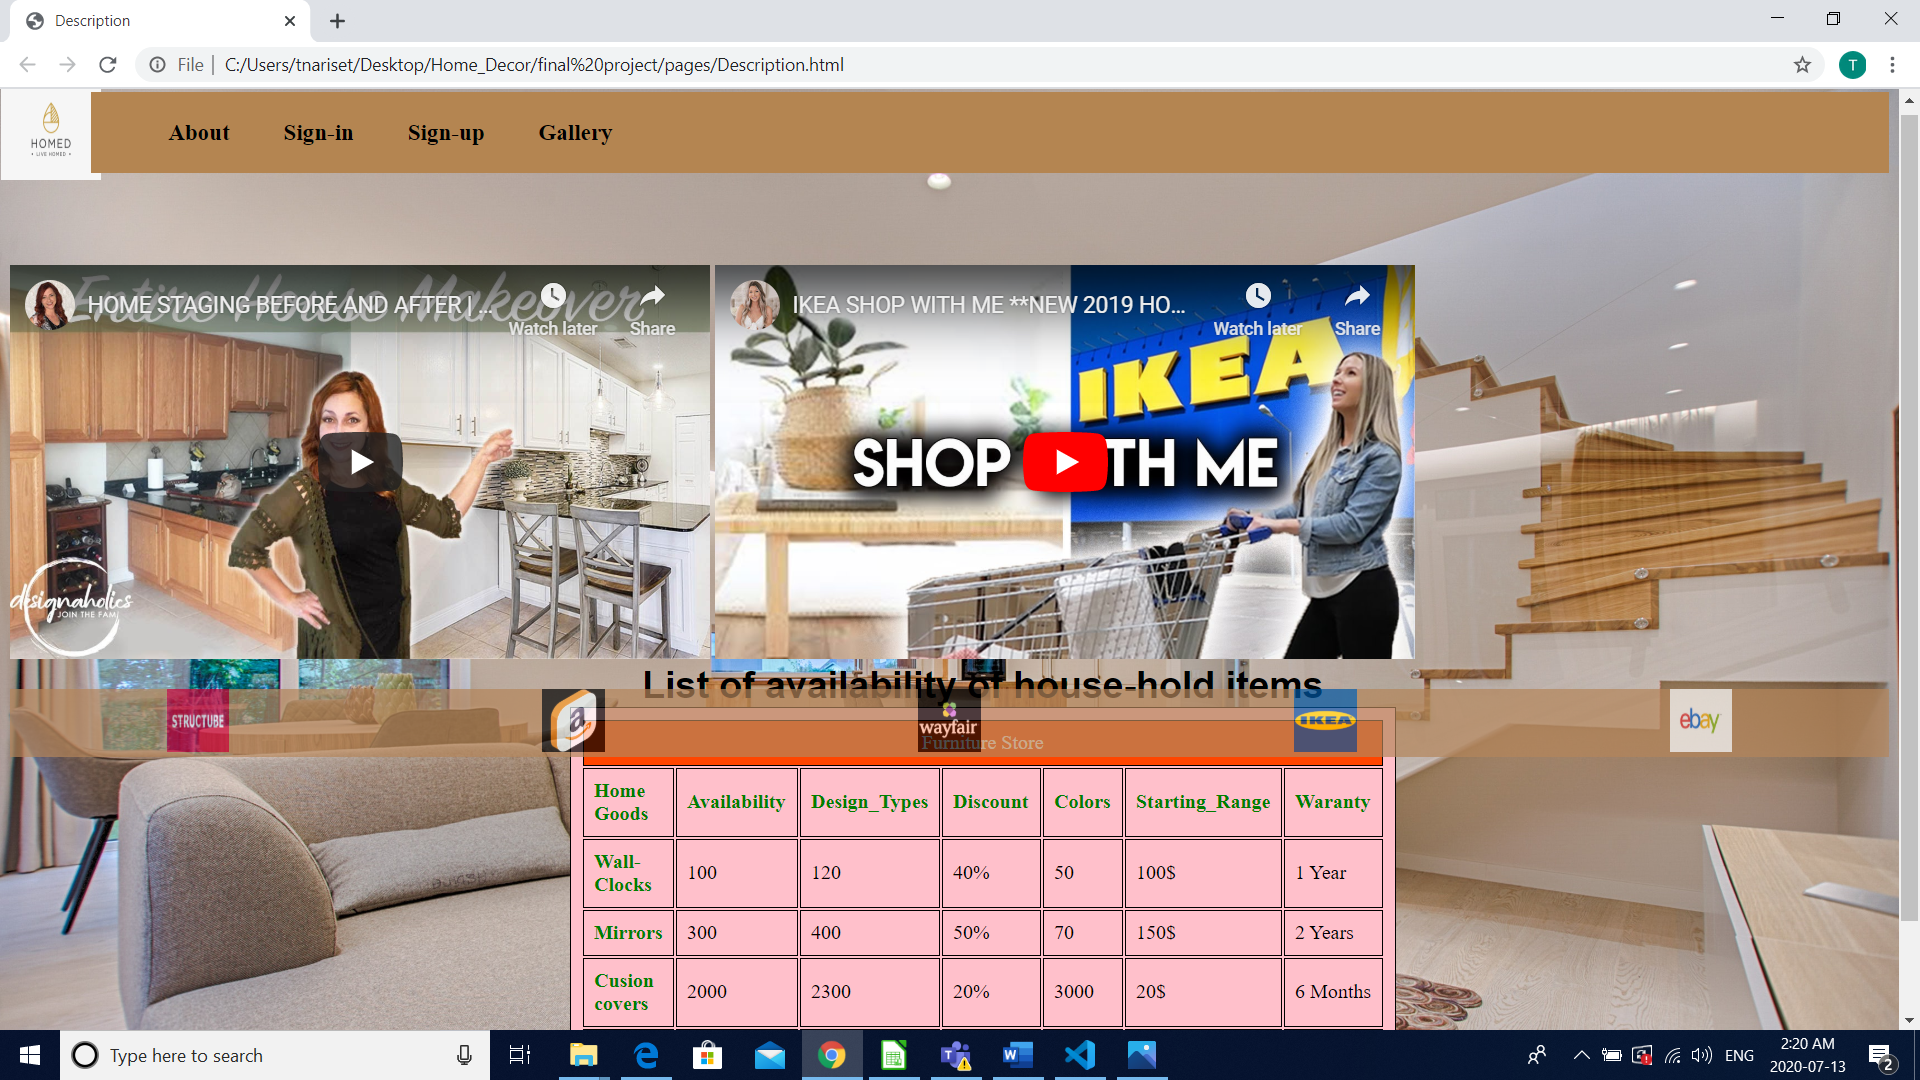 Description
File
C:/Users/tnariset/Desktop/Home_Decor/final%20project/pages/Description.html
T
HOMED
• LIVE HOMED •
About Sign-in Sign-up Gallery
Entire House Makeover
HOME STAGING BEFORE AND AFTER | ...
Watch later
Share
designaholics
JOIN THE FAM
IKEA SHOP WITH ME **NEW 2019 HO...
Watch later
Share
IKEA
SHOP TH ME
List of availability of house-hold items
STRUCTUBE
a
wayfair
IKEA
ebay
Furniture Store
Home Goods Availability Design_Types Discount Colors Starting_Range Waranty
Wall-Clocks 100 120 40% 50 100$ 1 Year
Mirrors 300 400 50% 70 150$ 2 Years
Cusion covers 2000 2300 20% 3000 20$ 6 Months
Type here to search
ENG
2:20 AM
2020-07-13
2